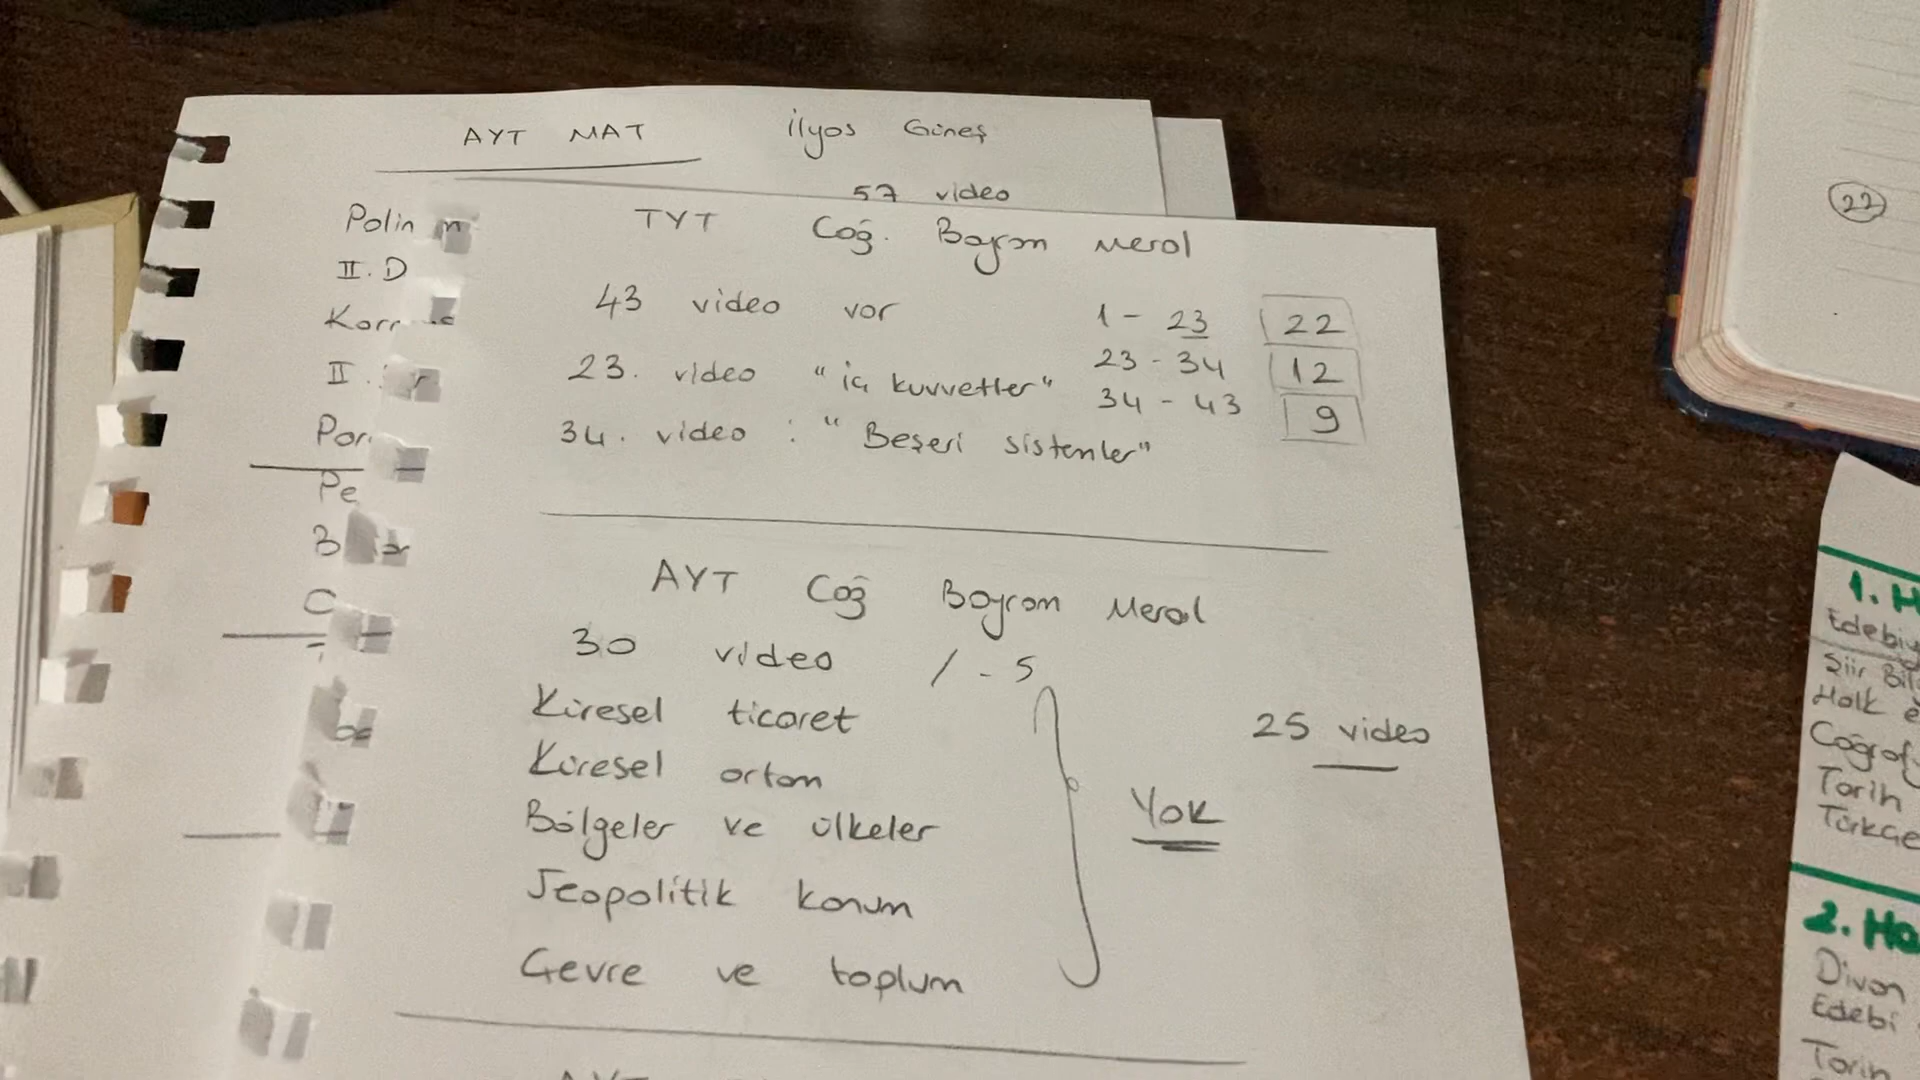 AYT MAT İlyas Güneş
57 video
Polin m
II. D
II.
Par
Pe
TYT Coğ. Bayram Meral
43 video var 1 - 23 22
23. video "iç kuvvetler" 23 - 34 12
34. video : "Beşeri sistemler" 34 - 43 9
AYT Coğ Bayram Meral
30 video / - 5
Küresel ticaret
Küresel ortam
Bölgeler ve ülkeler
Jeopolitik konum
Çevre ve toplum
Yok
25 video
22
1. H
Edebiy
Şiir Bil
Halk e
Coğraf
Tarih
Türkçe
2. Ha
Divan
Edebi
Tarih